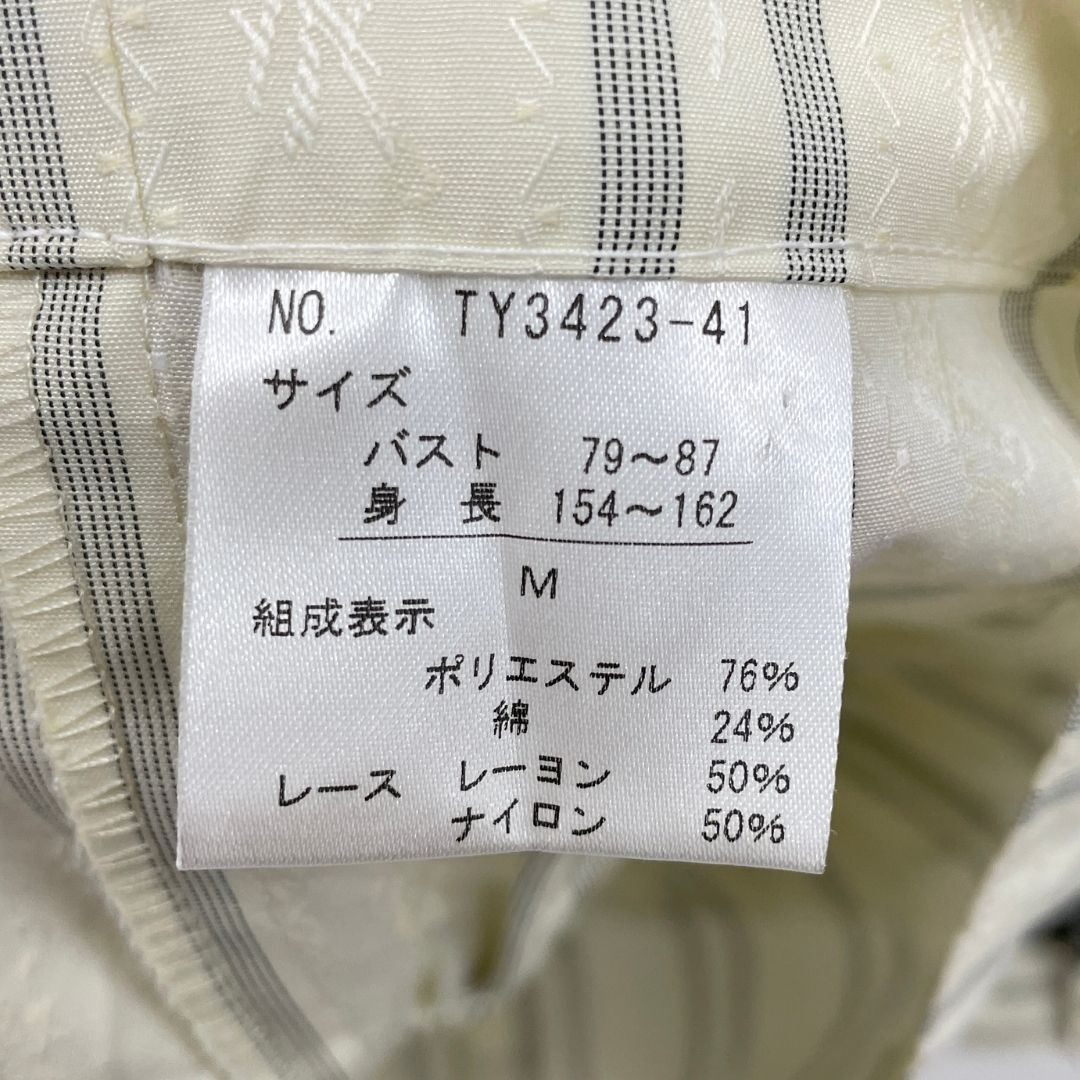 NO. TY3423-41
サイズ
バスト 79～87
身長 154～162
M
組成表示
ポリエステル 76%
綿 24%
レース レーヨン 50%
ナイロン 50%